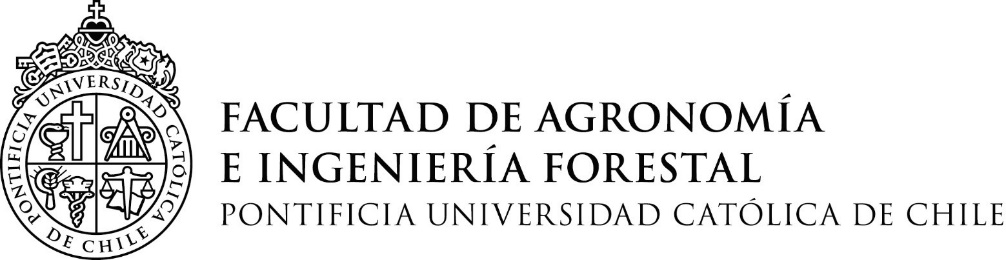 PONTIFICIA UNIVERSIDAD CATÓLICA
DE CHILE
FACULTAD DE AGRONOMÍA
E INGENIERÍA FORESTAL
PONTIFICIA UNIVERSIDAD CATÓLICA DE CHILE